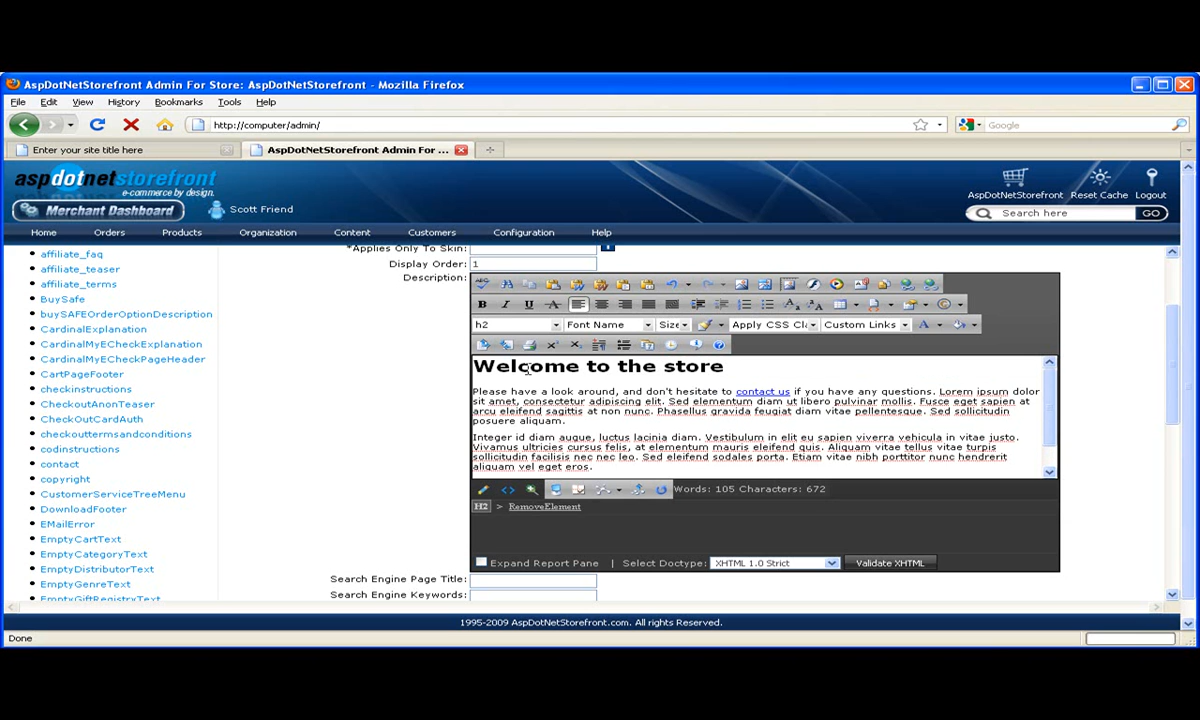 AspDotNetStorefront Admin For Store: AspDotNetStorefront - Mozilla Firefox
File Edit View History Bookmarks Tools Help
http://computer/admin/
Google
Enter your site title here
AspDotNetStorefront Admin For ...
aspdotnetstorefront
e-commerce by design.
AspDotNetStorefront Reset Cache Logout
Merchant Dashboard
Scott Friend
Search here GO
Home Orders Products Organization Content Customers Configuration Help
affiliate_faq
affiliate_teaser
affiliate_terms
BuySafe
buySAFEOrderOptionDescription
CardinalExplanation
CardinalMyECheckExplanation
CardinalMyECheckPageHeader
CartPageFooter
checkinstructions
CheckoutAnonTeaser
CheckOutCardAuth
checkouttermsandconditions
codinstructions
contact
copyright
CustomerServiceTreeMenu
DownloadFooter
EMailError
EmptyCartText
EmptyCategoryText
EmptyDistributorText
EmptyGenreText
EmptyGiftRegistryText
*Applies Only To Skin:
Display Order: 1
Description:
B I U A
h2 Font Name Size Apply CSS Cl Custom Links A
Welcome to the store
Please have a look around, and don't hesitate to contact us if you have any questions. Lorem ipsum dolor
sit amet, consectetur adipiscing elit. Sed elementum diam ut libero pulvinar mollis. Fusce eget sapien at
arcu eleifend sagittis at non nunc. Phasellus gravida feugiat diam vitae pellentesque. Sed sollicitudin
posuere aliquam.
Integer id diam augue, luctus lacinia diam. Vestibulum in elit eu sapien viverra vehicula in vitae justo.
Vivamus ultricies cursus felis, at elementum mauris eleifend quis. Aliquam vitae tellus vitae turpis
sollicitudin facilisis nec nec leo. Sed eleifend sodales porta. Etiam vitae nibh porttitor nunc hendrerit
aliquam vel eget eros.
Words: 105 Characters: 672
H2 > RemoveElement
Expand Report Pane | Select Doctype: XHTML 1.0 Strict Validate XHTML
Search Engine Page Title:
Search Engine Keywords:
1995-2009 AspDotNetStorefront.com. All rights Reserved.
Done